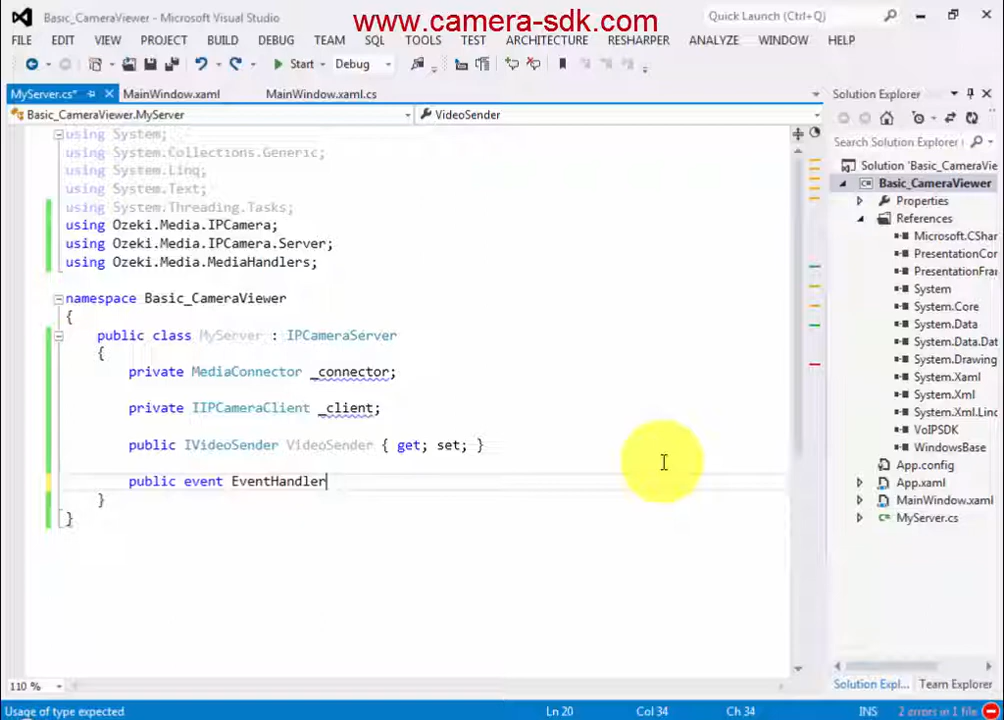 www.camera-sdk.com
Basic_CameraViewer - Microsoft Visual Studio
Quick Launch (Ctrl+Q)
FILE EDIT VIEW PROJECT BUILD DEBUG TEAM SQL TOOLS TEST ARCHITECTURE RESHARPER ANALYZE WINDOW HELP
Start Debug
MyServer.cs* MainWindow.xaml MainWindow.xaml.cs
Basic_CameraViewer.MyServer VideoSender
using System;
using System.Collections.Generic;
using System.Linq;
using System.Text;
using System.Threading.Tasks;
using Ozeki.Media.IPCamera;
using Ozeki.Media.IPCamera.Server;
using Ozeki.Media.MediaHandlers;
namespace Basic_CameraViewer
{
public class MyServer : IPCameraServer
{
private MediaConnector _connector;
private IIPCameraClient _client;
public IVideoSender VideoSender { get; set; }
public event EventHandler
}
}
110 %
Solution Explorer
Search Solution Explorer
Solution 'Basic_CameraVie
Basic_CameraViewer
Properties
References
Microsoft.CShar
PresentationCor
PresentationFra
System
System.Core
System.Data
System.Data.Dat
System.Drawing
System.Xaml
System.Xml
System.Xml.Linc
VoIPSDK
WindowsBase
App.config
App.xaml
MainWindow.xaml
MyServer.cs
Solution Expl... Team Explorer
Usage of type expected Ln 20 Col 34 Ch 34 INS 2 errors in 1 file